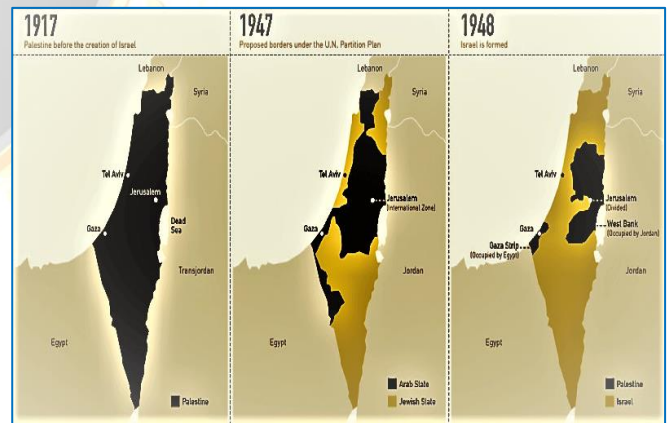 1917
Palestine before the creation of Israel
Lebanon
Syria
Tel Aviv
Jerusalem
Gaza
Dead
Sea
Transjordan
Egypt
Palestine
1947
Proposed borders under the U.N. Partition Plan
Lebanon
Syria
Tel Aviv
Jerusalem
(International Zone)
Gaza
Jordan
Egypt
Arab State
Jewish State
1948
Israel is formed
Lebanon
Syria
Tel Aviv
Jerusalem
(Divided)
Gaza
West Bank
(Occupied by Jordan)
Gaza Strip
(Occupied by Egypt)
Jordan
Egypt
Palestine
Israel